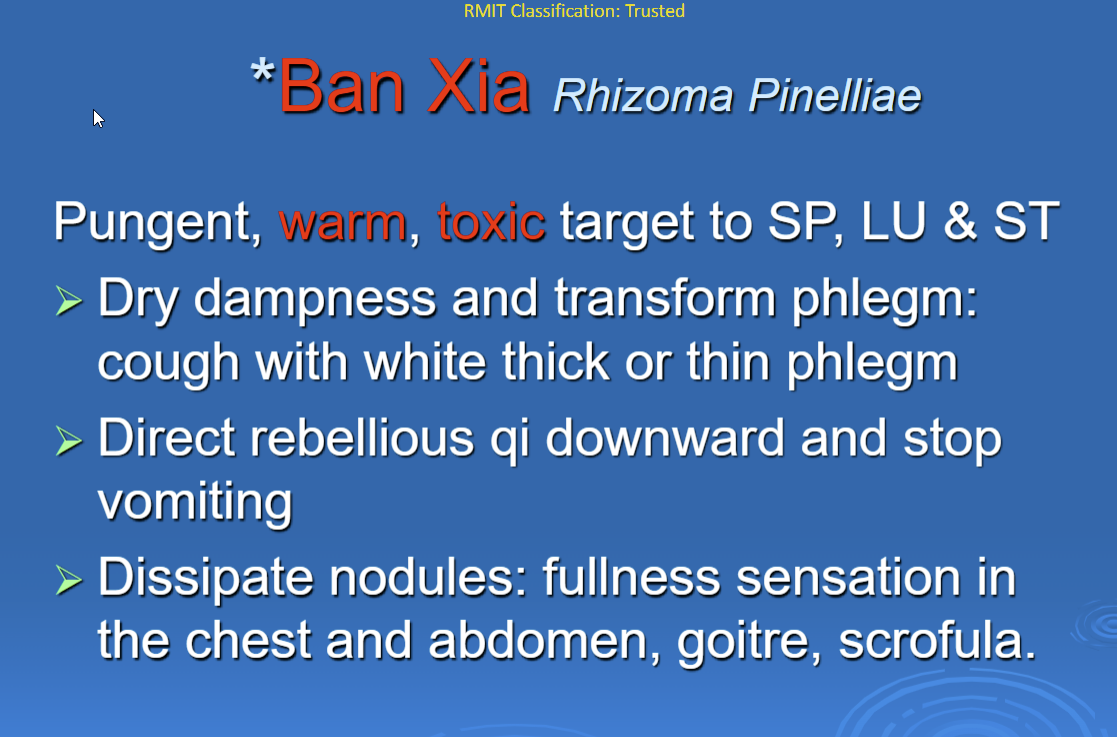 RMIT Classification: Trusted
*Ban Xia Rhizoma Pinelliae
Pungent, warm, toxic target to SP, LU & ST
Dry dampness and transform phlegm:
cough with white thick or thin phlegm
Direct rebellious qi downward and stop
vomiting
Dissipate nodules: fullness sensation in
the chest and abdomen, goitre, scrofula.